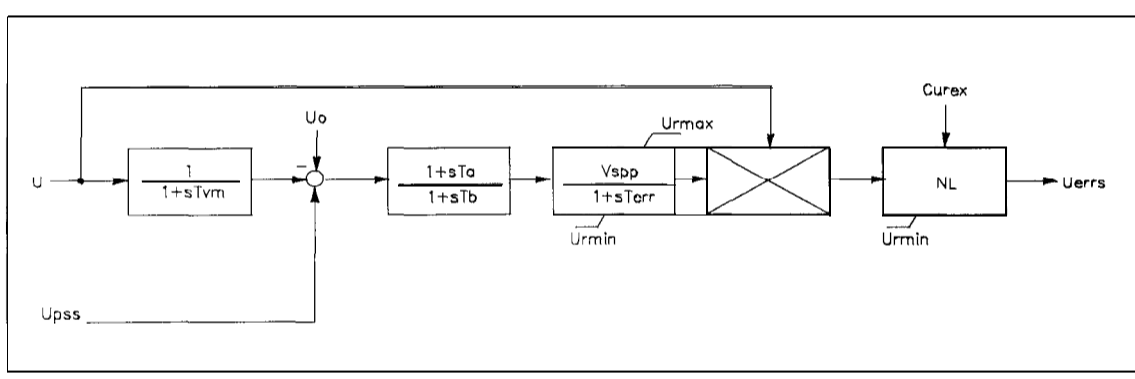 Curex
Uo
Urmax
U
1
1+sTvm
−
1+sTa
1+sTb
Vspp
1+sTerr
NL
Uerrs
Urmin
Urmin
Upss